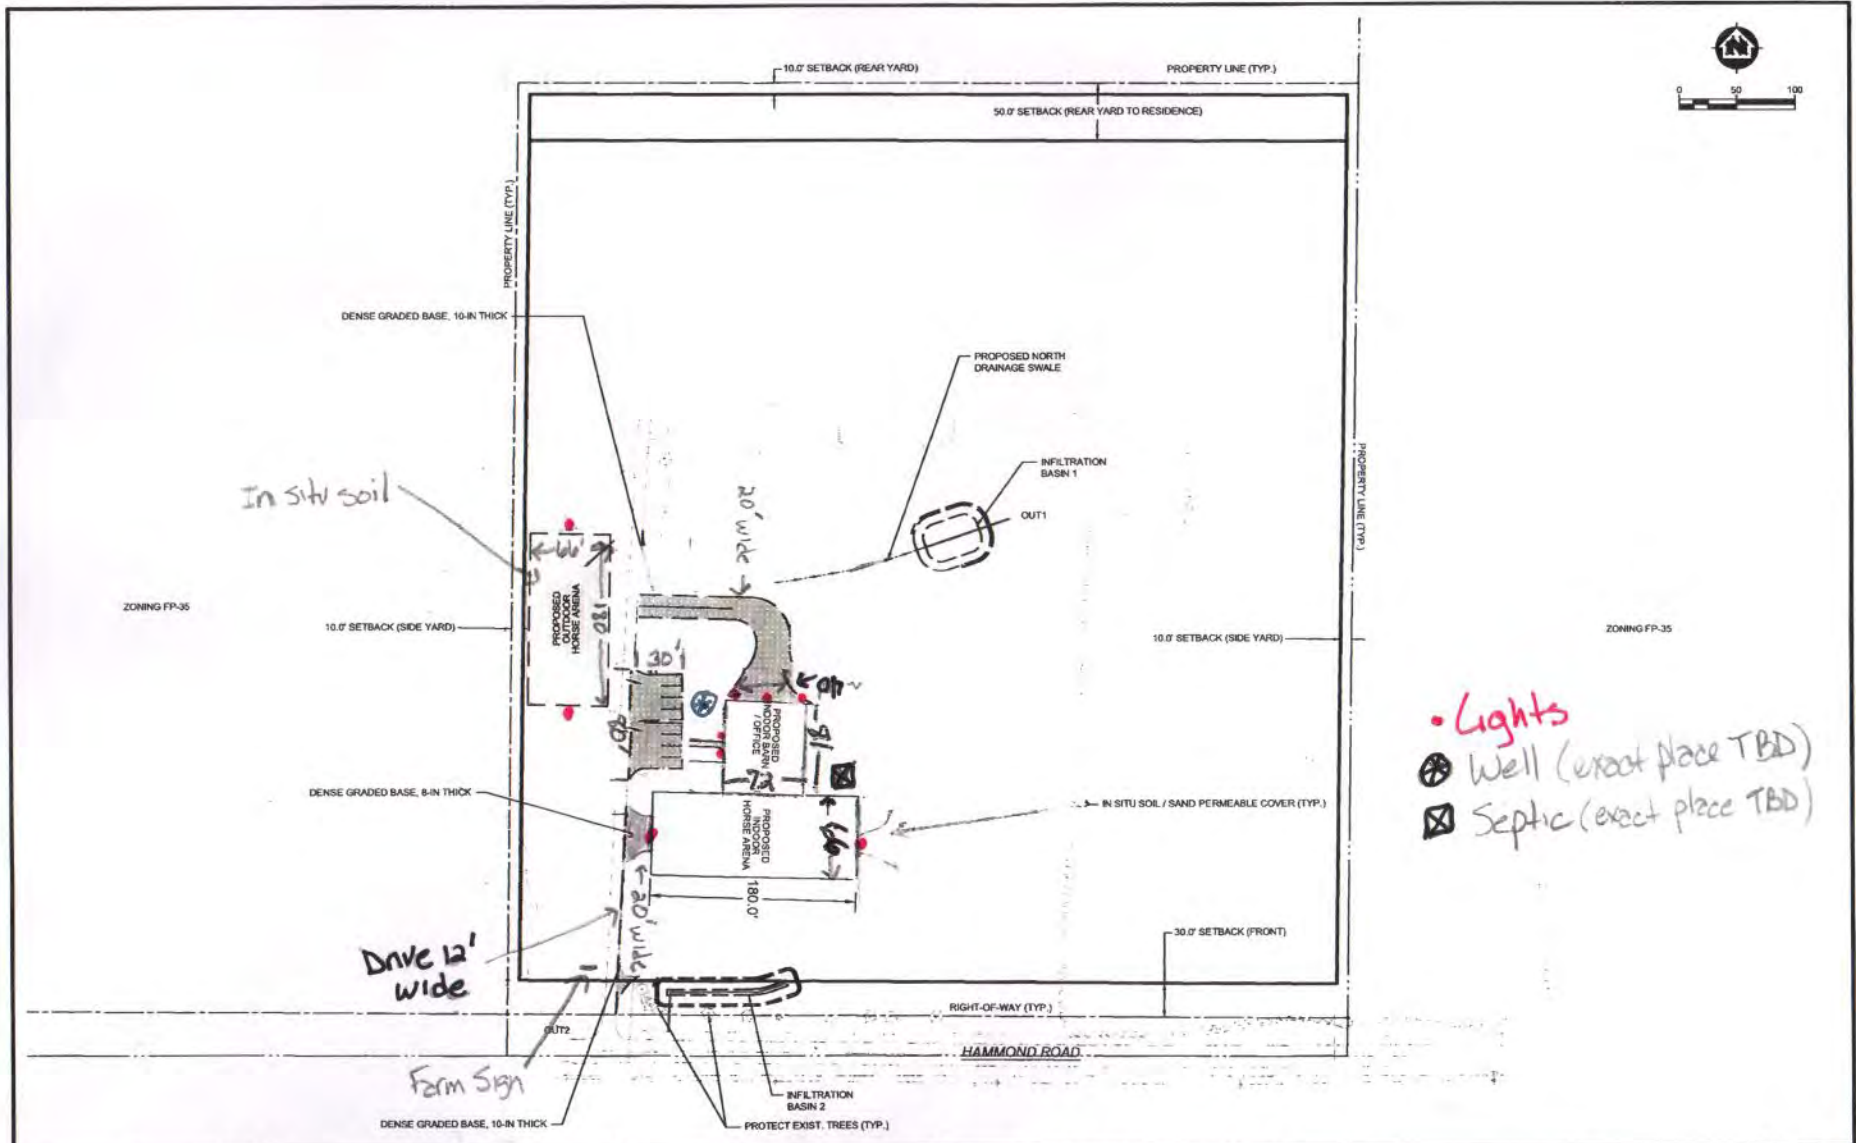 10.0' SETBACK (REAR YARD)
PROPERTY LINE (TYP.)
N
0 50 100
50.0' SETBACK (REAR YARD TO RESIDENCE)
PROPERTY LINE (TYP.)
DENSE GRADED BASE, 10-IN THICK
PROPOSED NORTH
DRAINAGE SWALE
INFILTRATION
BASIN 1
OUT1
PROPERTY LINE (TYP.)
In situ soil
20' wide
66'
180'
PROPOSED
OUTDOOR
HORSE ARENA
ZONING FP-35
10.0' SETBACK (SIDE YARD)
10.0' SETBACK (SIDE YARD)
ZONING FP-35
30'
40
80'
PROPOSED
INDOOR BARN
/ OFFICE
81
72
Lights
Well (exact place TBD)
Septic (exact place TBD)
DENSE GRADED BASE, 8-IN THICK
IN SITU SOIL / SAND PERMEABLE COVER (TYP.)
PROPOSED
INDOOR
HORSE ARENA
66
180.0'
20' wide
30.0' SETBACK (FRONT)
Drive 12'
wide
RIGHT-OF-WAY (TYP.)
OUT2
HAMMOND ROAD
Farm Sign
INFILTRATION
BASIN 2
DENSE GRADED BASE, 10-IN THICK
PROTECT EXIST. TREES (TYP.)